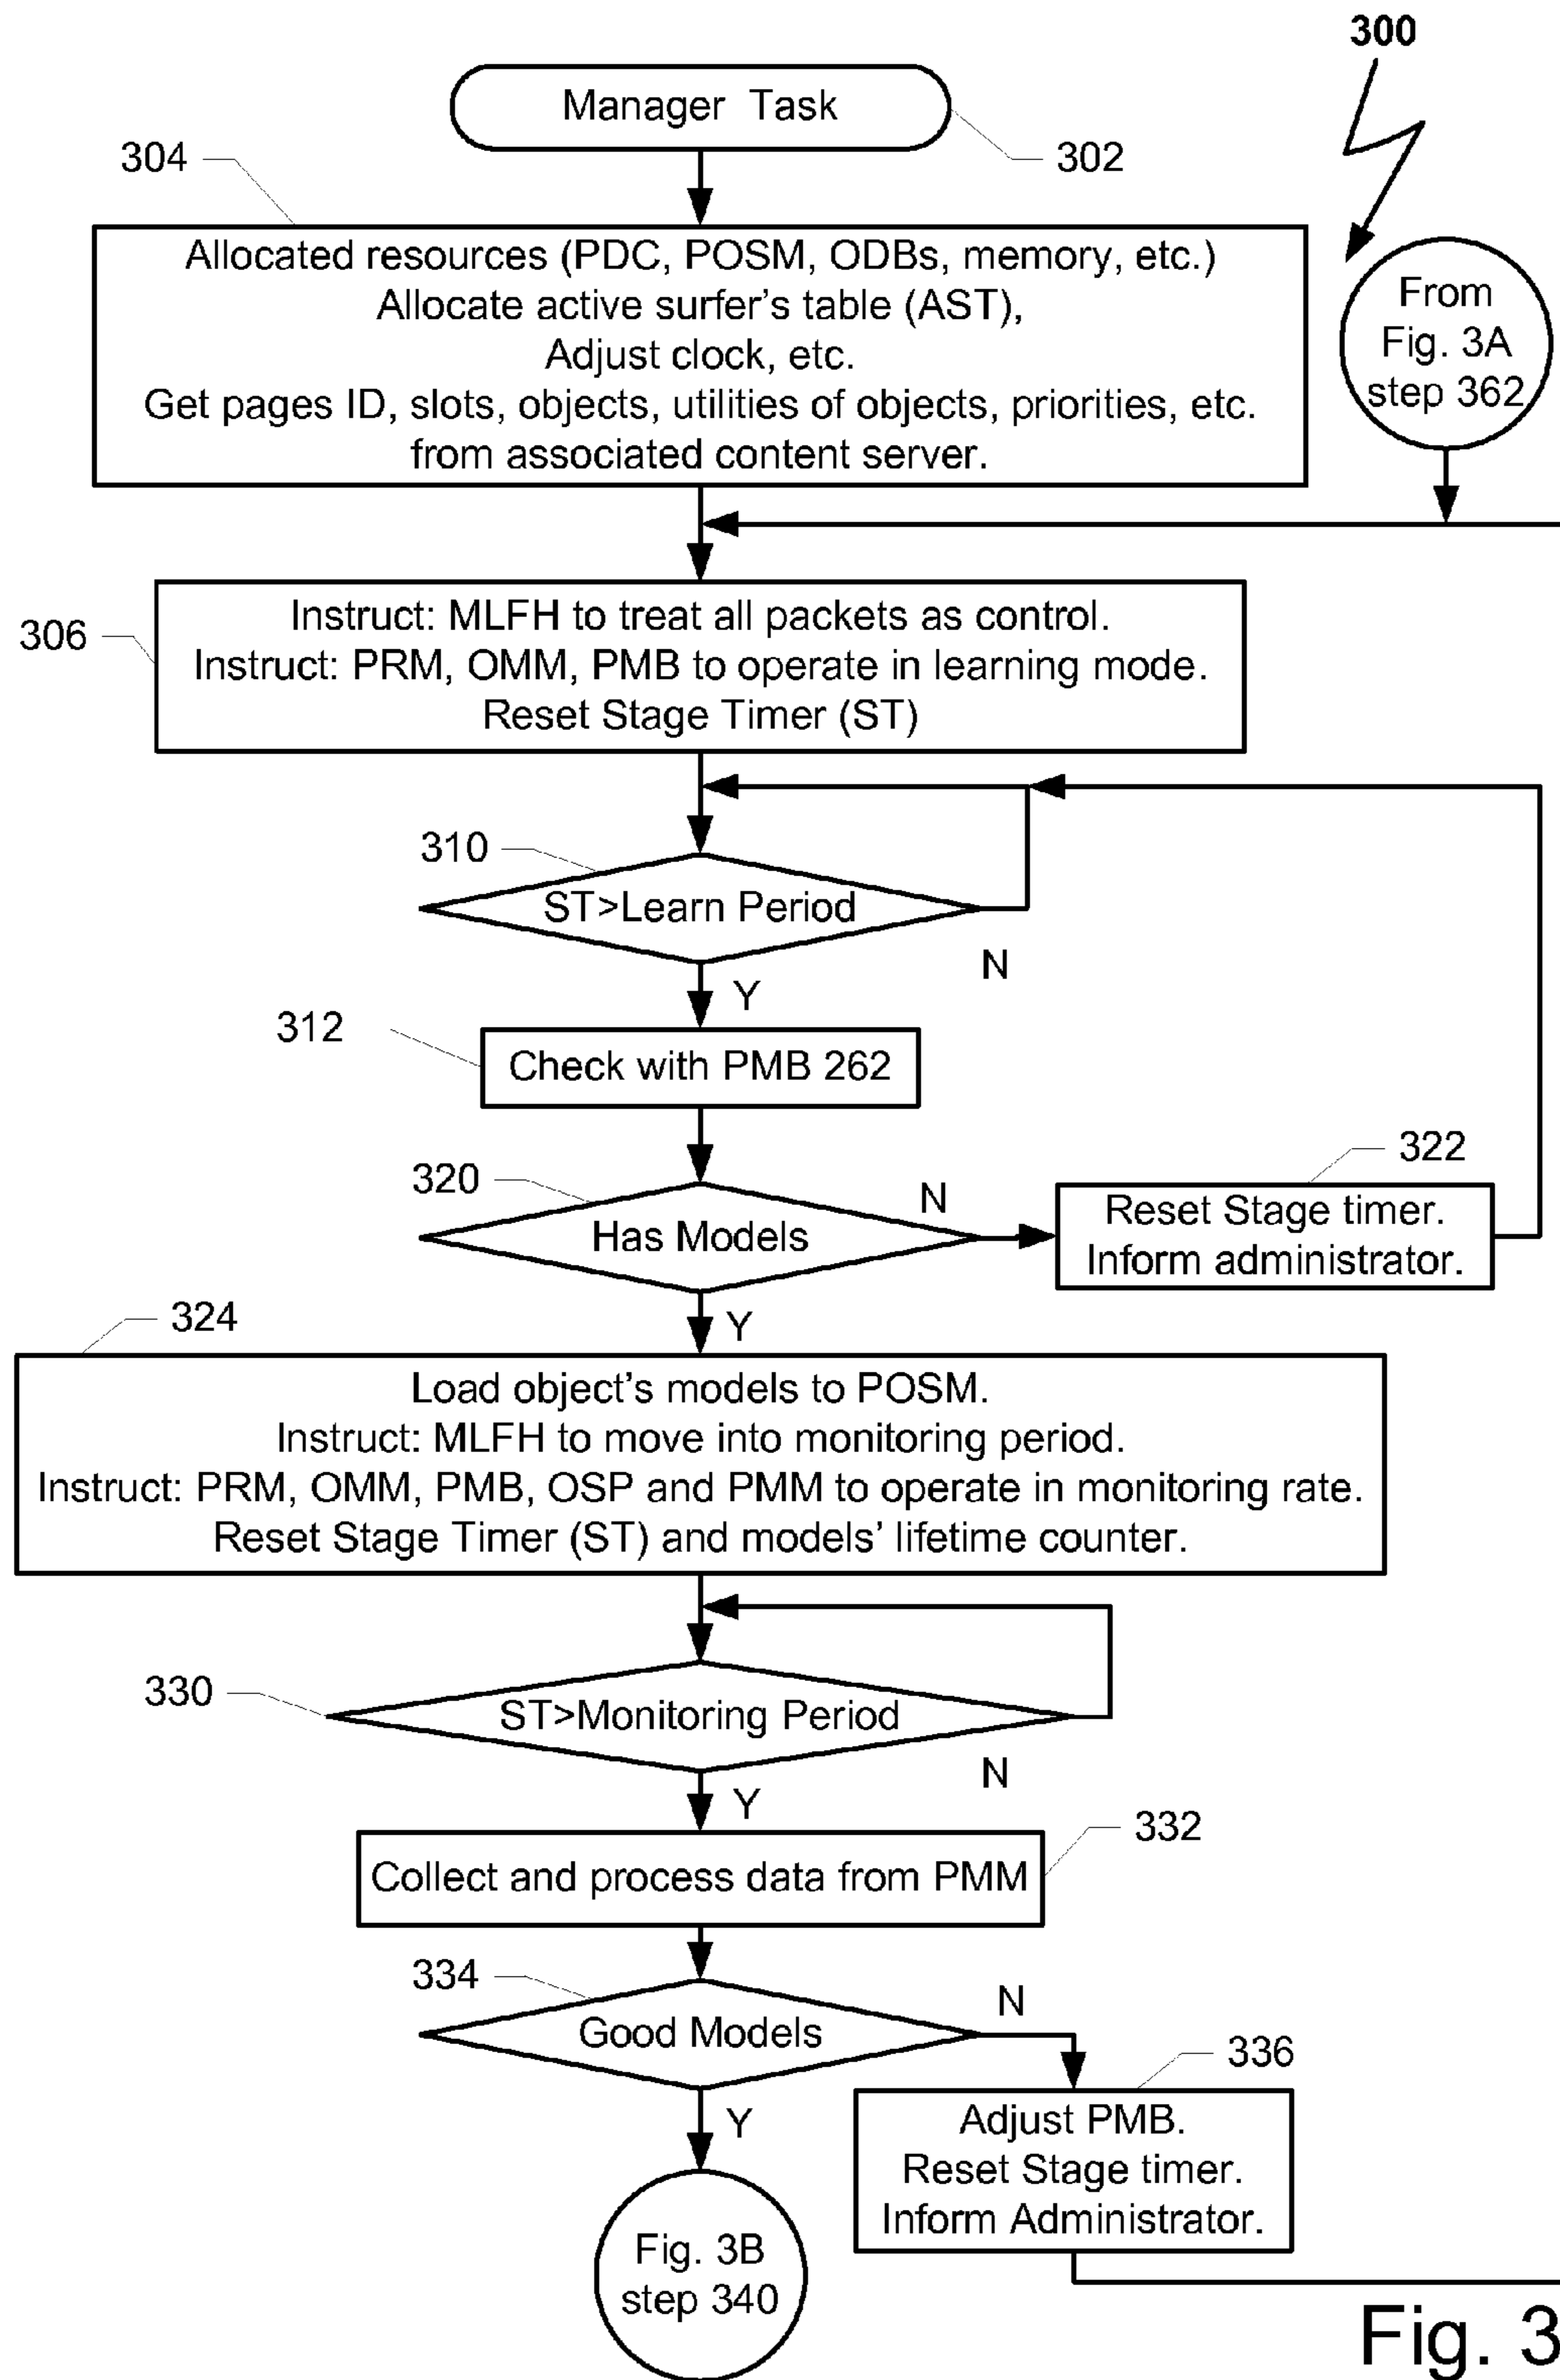 300
Manager Task
302
304
Allocated resources (PDC, POSM, ODBs, memory, etc.)
Allocate active surfer's table (AST),
Adjust clock, etc.
Get pages ID, slots, objects, utilities of objects, priorities, etc.
from associated content server.
From
Fig. 3A
step 362
306
Instruct: MLFH to treat all packets as control.
Instruct: PRM, OMM, PMB to operate in learning mode.
Reset Stage Timer (ST)
310
ST>Learn Period
N
Y
312
Check with PMB 262
320
Has Models
N
322
Reset Stage timer.
Inform administrator.
Y
324
Load object's models to POSM.
Instruct: MLFH to move into monitoring period.
Instruct: PRM, OMM, PMB, OSP and PMM to operate in monitoring rate.
Reset Stage Timer (ST) and models' lifetime counter.
330
ST>Monitoring Period
N
Y
332
Collect and process data from PMM
334
Good Models
N
336
Adjust PMB.
Reset Stage timer.
Inform Administrator.
Y
Fig. 3B
step 340
Fig. 3